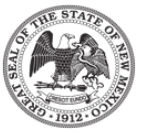 GREAT SEAL OF THE STATE OF NEW MEXICO
CRESCIT EUNDO
•1912•